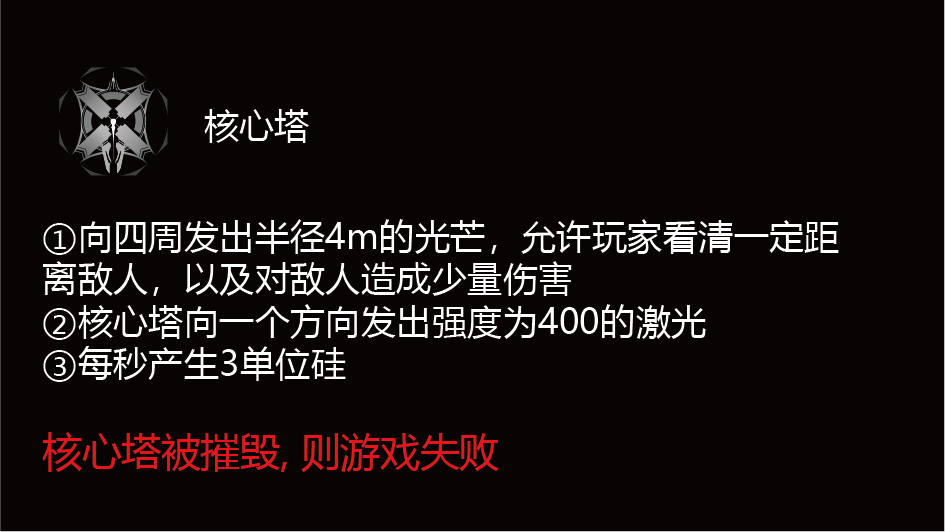 核心塔
①向四周发出半径4m的光芒，允许玩家看清一定距
离敌人，以及对敌人造成少量伤害
②核心塔向一个方向发出强度为400的激光
③每秒产生3单位硅
核心塔被摧毁, 则游戏失败